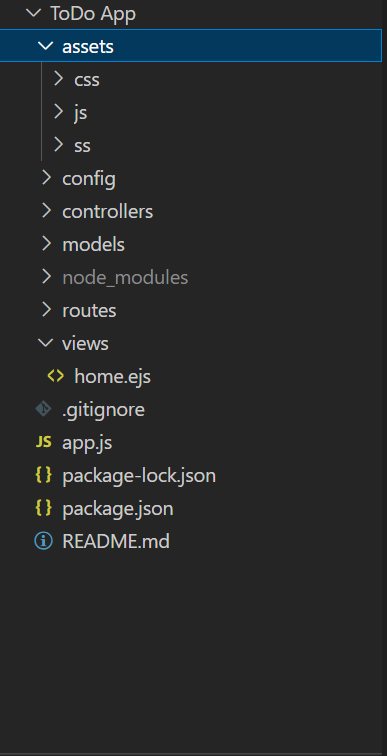 ToDo App
assets
css
js
ss
config
controllers
models
node_modules
routes
views
<> home.ejs
.gitignore
JS app.js
{} package-lock.json
{} package.json
README.md